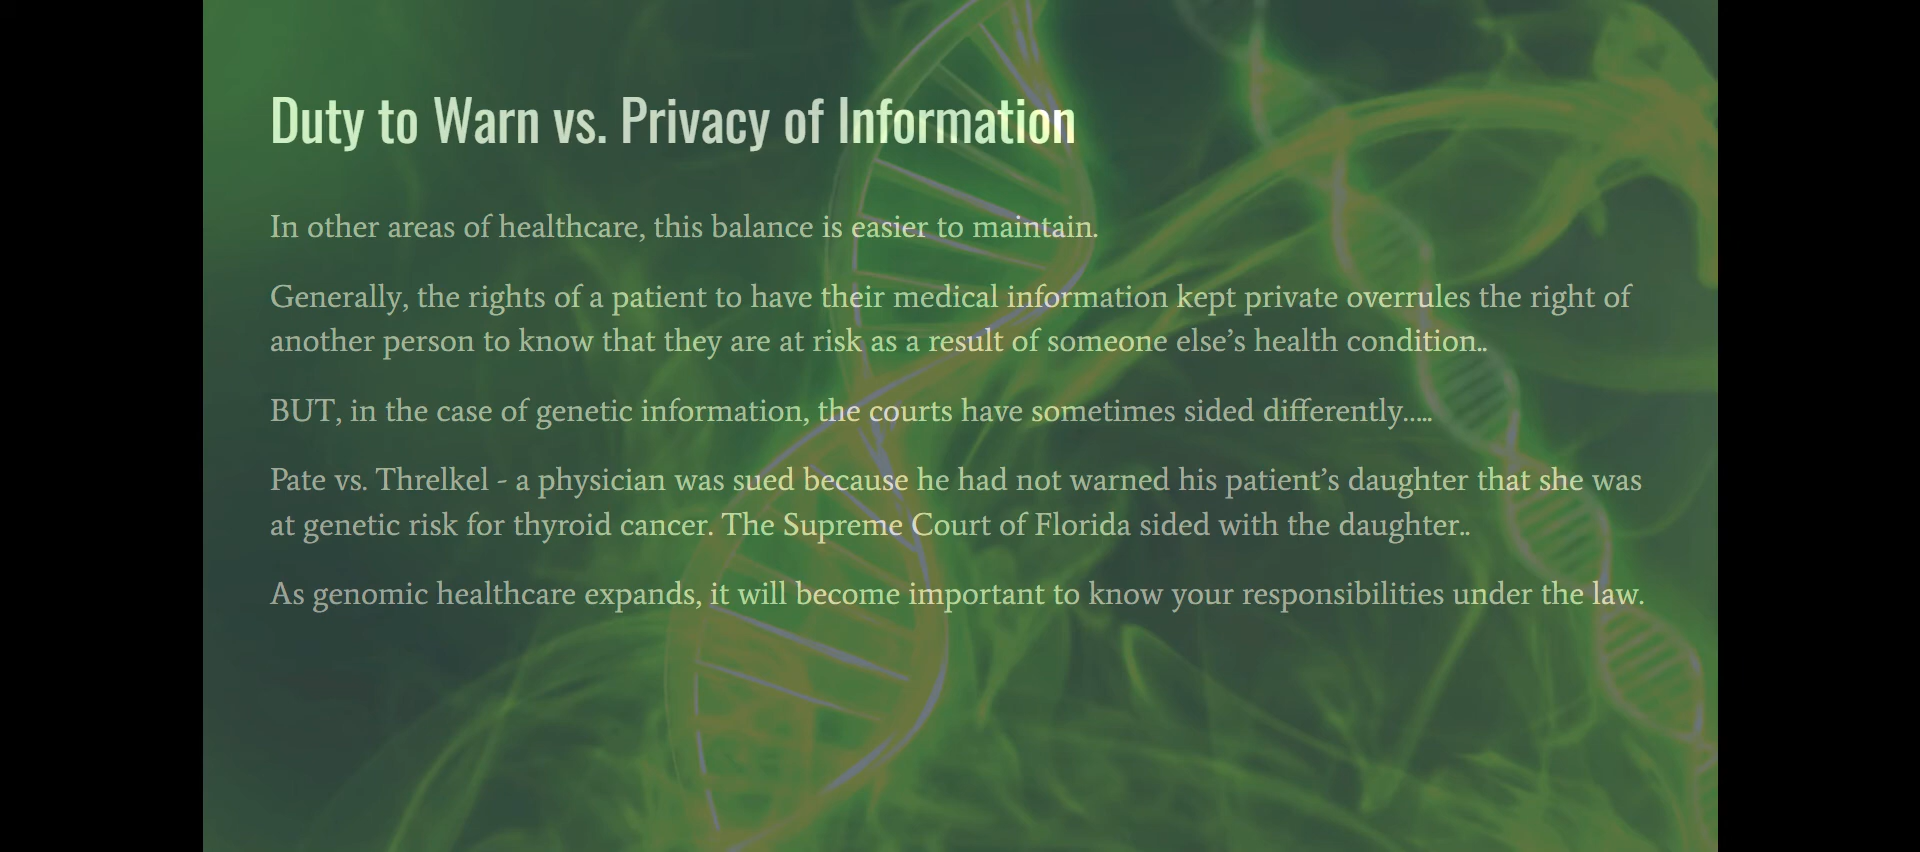 Duty to Warn vs. Privacy of Information
In other areas of healthcare, this balance is easier to maintain.
Generally, the rights of a patient to have their medical information kept private overrules the right of
another person to know that they are at risk as a result of someone else’s health condition..
BUT, in the case of genetic information, the courts have sometimes sided differently.....
Pate vs. Threlkel - a physician was sued because he had not warned his patient’s daughter that she was
at genetic risk for thyroid cancer. The Supreme Court of Florida sided with the daughter..
As genomic healthcare expands, it will become important to know your responsibilities under the law.